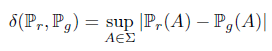 δ(ℙ_r, ℙ_g) = sup_{A∈Σ} |ℙ_r(A) − ℙ_g(A)|